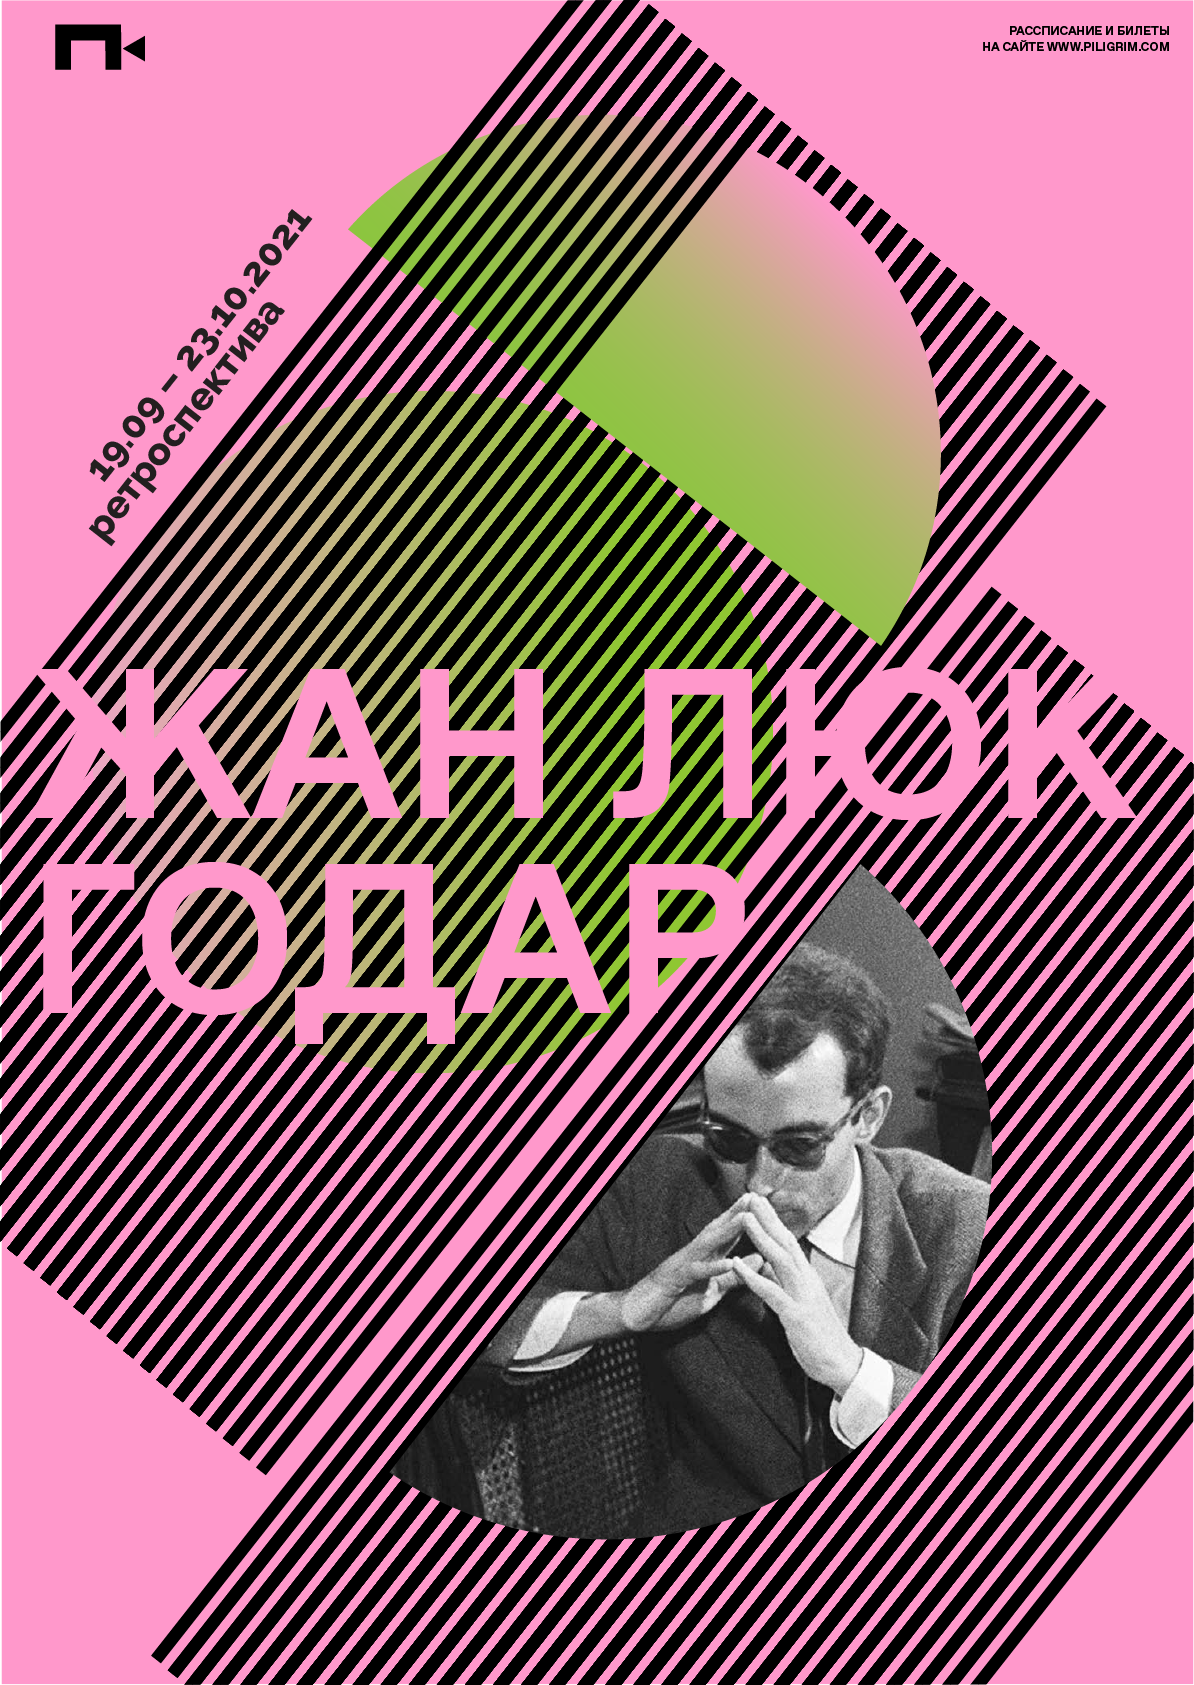 РАССПИСАНИЕ И БИЛЕТЫ
НА САЙТЕ WWW.PILIGRIM.COM
19.09 – 23.10.2021
ретроспектива
ЖАН ЛЮК
ГОДАР